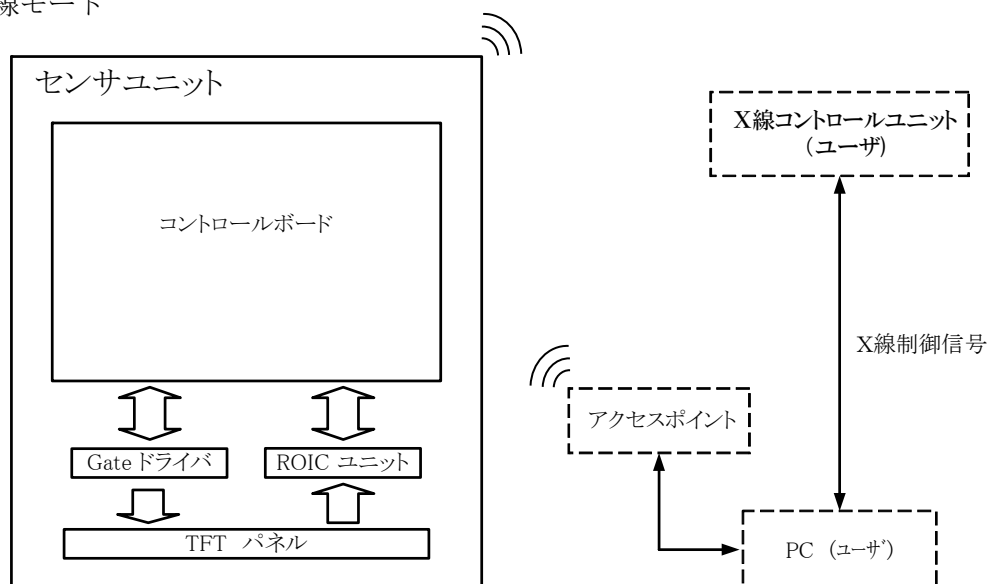 線モード
センサユニット
X線コントロールユニット
(ユーザ)
コントロールボード
X線制御信号
アクセスポイント
Gate ドライバ
ROIC ユニット
TFT パネル
PC (ユーザ)